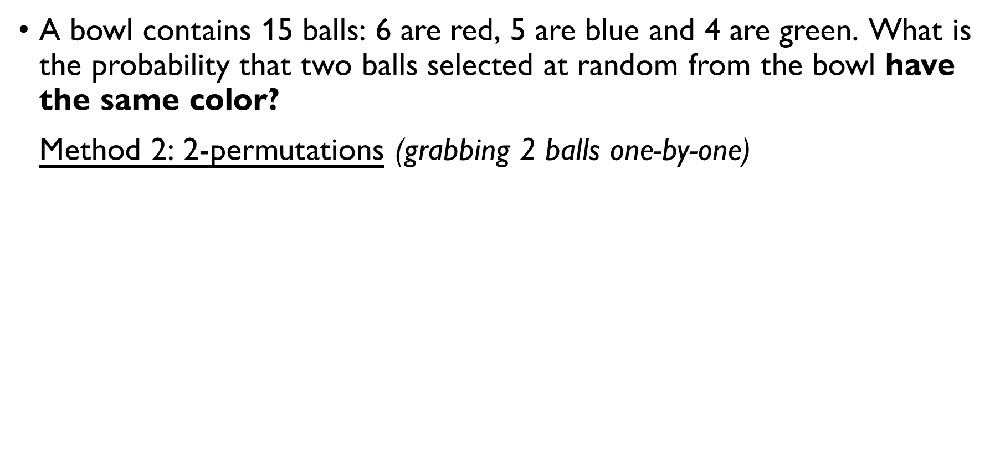 • A bowl contains 15 balls: 6 are red, 5 are blue and 4 are green. What is
the probability that two balls selected at random from the bowl have
the same color?
Method 2: 2-permutations (grabbing 2 balls one-by-one)